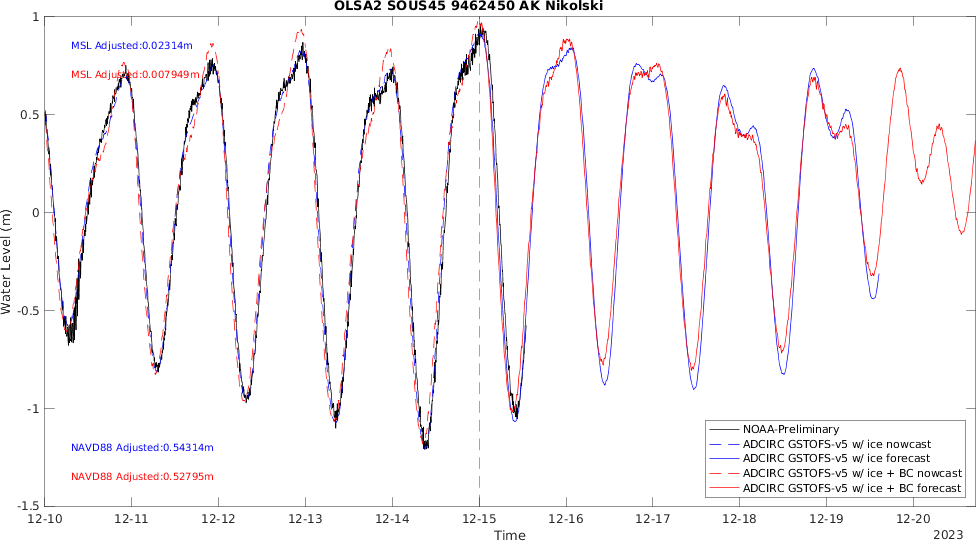 OLSA2 SOUS45 9462450 AK Nikolski
1
0.5
0
-0.5
-1
-1.5
Water Level (m)
MSL Adjusted:0.02314m
MSL Adjusted:0.007949m
NAVD88 Adjusted:0.54314m
NAVD88 Adjusted:0.52795m
NOAA-Preliminary
ADCIRC GSTOFS-v5 w/ ice nowcast
ADCIRC GSTOFS-v5 w/ ice forecast
ADCIRC GSTOFS-v5 w/ ice + BC nowcast
ADCIRC GSTOFS-v5 w/ ice + BC forecast
12-10 12-11 12-12 12-13 12-14 12-15 12-16 12-17 12-18 12-19 12-20
Time
2023